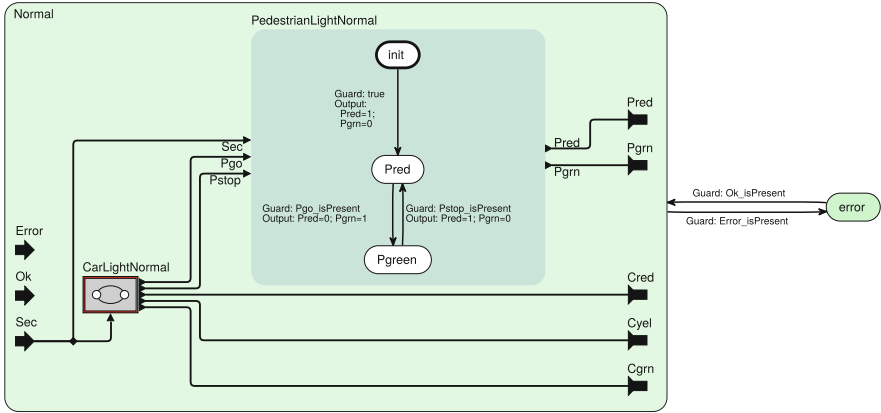 Normal
PedestrianLightNormal
init
Guard: true
Output:
Pred=1;
Pgrn=0
Pred
Pred
Pgrn
Sec
Pgo
Pstop
Pred
Pgrn
Guard: Ok_isPresent
error
Guard: Error_isPresent
Guard: Pgo_isPresent
Output: Pred=0; Pgrn=1
Guard: Pstop_isPresent
Output: Pred=1; Pgrn=0
Pgreen
Error
CarLightNormal
Ok
Sec
Cred
Cyel
Cgrn